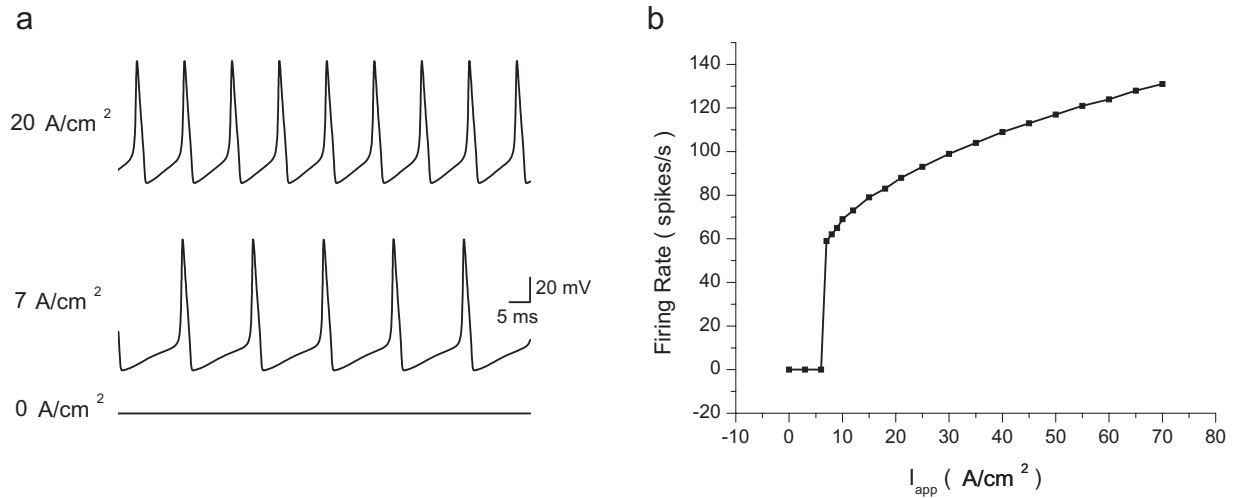 a
20 A/cm 2
7 A/cm 2
20 mV
5 ms
0 A/cm 2
b
Firing Rate ( spikes/s )
140
120
100
80
60
40
20
0
-20
-10 0 10 20 30 40 50 60 70 80
Iapp ( A/cm 2 )